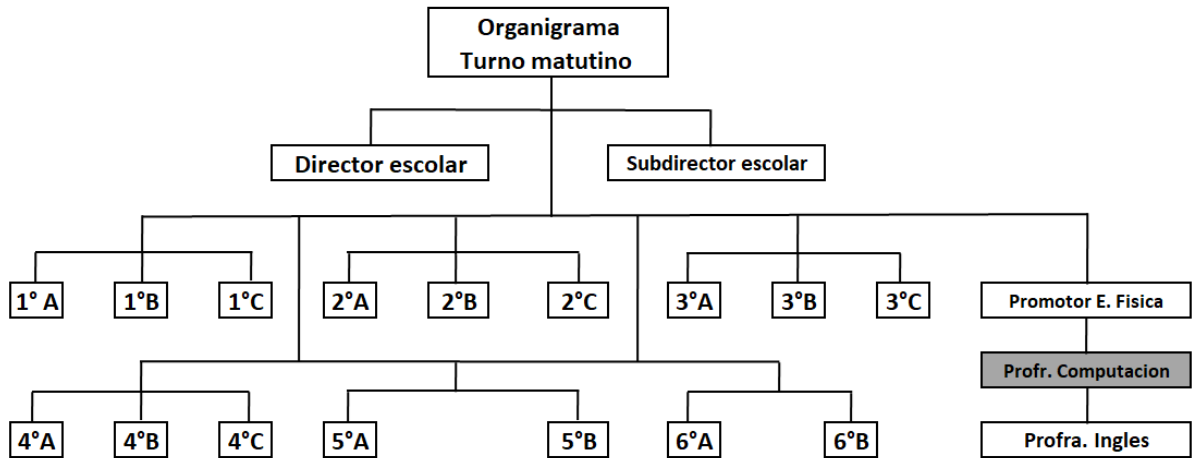 Organigrama
Turno matutino
Director escolar
Subdirector escolar
1° A
1°B
1°C
2°A
2°B
2°C
3°A
3°B
3°C
Promotor E. Fisica
Profr. Computacion
4°A
4°B
4°C
5°A
5°B
6°A
6°B
Profra. Ingles